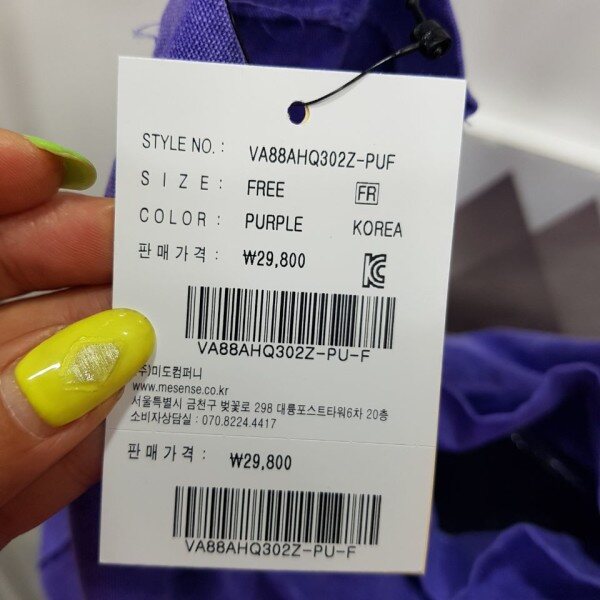 STYLE NO. : VA88AHQ302Z-PUF
SIZE : FREE FR
COLOR : PURPLE KOREA
판매가격 : ₩29,800
KC
VA88AHQ302Z-PU-F
주)미도컴퍼니
www.mesense.co.kr
서울특별시 금천구 벚꽃로 298 대륭포스트타워6차 20층
소비자상담실 : 070.8224.4417
판매가격 : ₩29,800
VA88AHQ302Z-PU-F